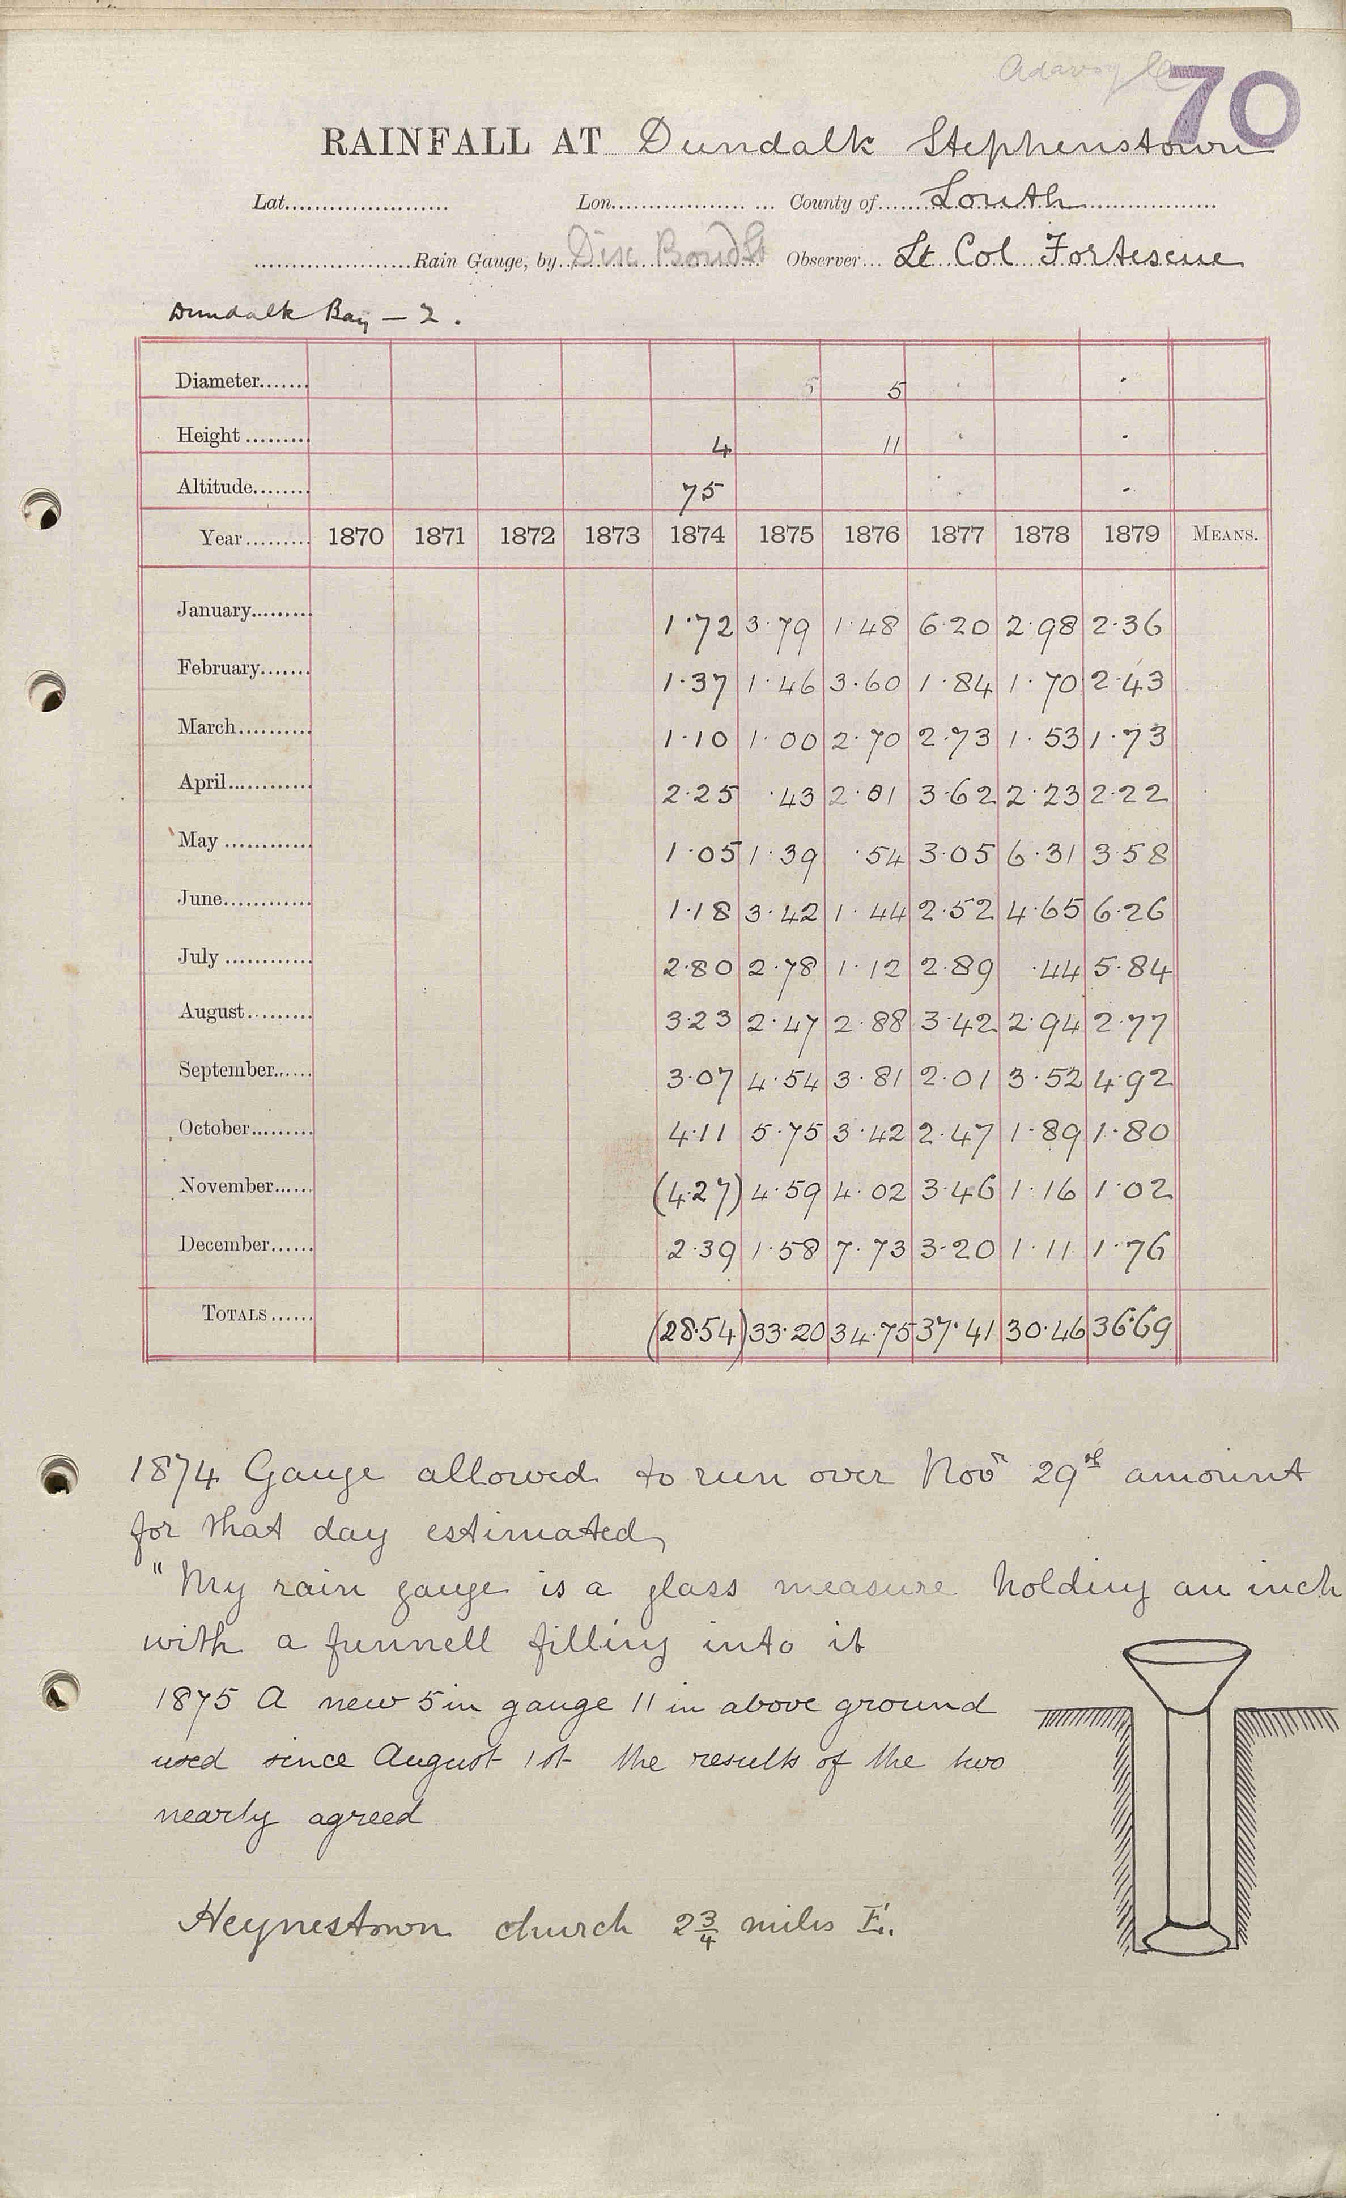 70
RAINFALL AT Dundalk Stephenstown
Lat. Lon. County of Louth
Rain Gauge, by Observer Lt Col Fortescue
Dundalk Bay – 2.
Diameter 5 5
Height 4 11
Altitude 75
Year 1870 1871 1872 1873 1874 1875 1876 1877 1878 1879 MEANS.
January 1.72 3.79 1.48 6.20 2.98 2.36
February 1.37 1.46 3.60 1.84 1.70 2.43
March 1.10 1.00 2.70 2.73 1.53 1.73
April 2.25 .43 2.01 3.62 2.23 2.22
May 1.05 1.39 .54 3.05 6.31 3.58
June 1.18 3.42 1.44 2.52 4.65 6.26
July 2.80 2.78 1.12 2.89 .44 5.84
August 3.23 2.47 2.88 3.42 2.94 2.77
September 3.07 4.54 3.81 2.01 3.52 4.92
October 4.11 5.75 3.42 2.47 1.89 1.80
November (4.27) 4.59 4.02 3.46 1.16 1.02
December 2.39 1.58 7.73 3.20 1.11 1.76
TOTALS (28.54) 33.20 34.75 37.41 30.46 36.69
1874 Gauge allowed to run over Novr 29th amount
for that day estimated
"My rain gauge is a glass measure holding an inch
with a funnell filling into it
1875 A new 5 in gauge 11 in above ground
used since August 1st the results of the two
nearly agreed
Heynestown church 2 3/4 miles E.